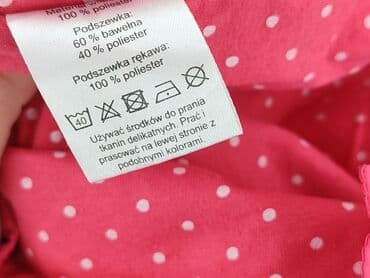 100 % poliester
Podszewka:
60 % bawełna
40 % poliester
Podszewka rękawa:
100 % poliester
40
Używać środków do prania
tkanin delikatnych. Prać i
prasować na lewej stronie z
podobnymi kolorami.